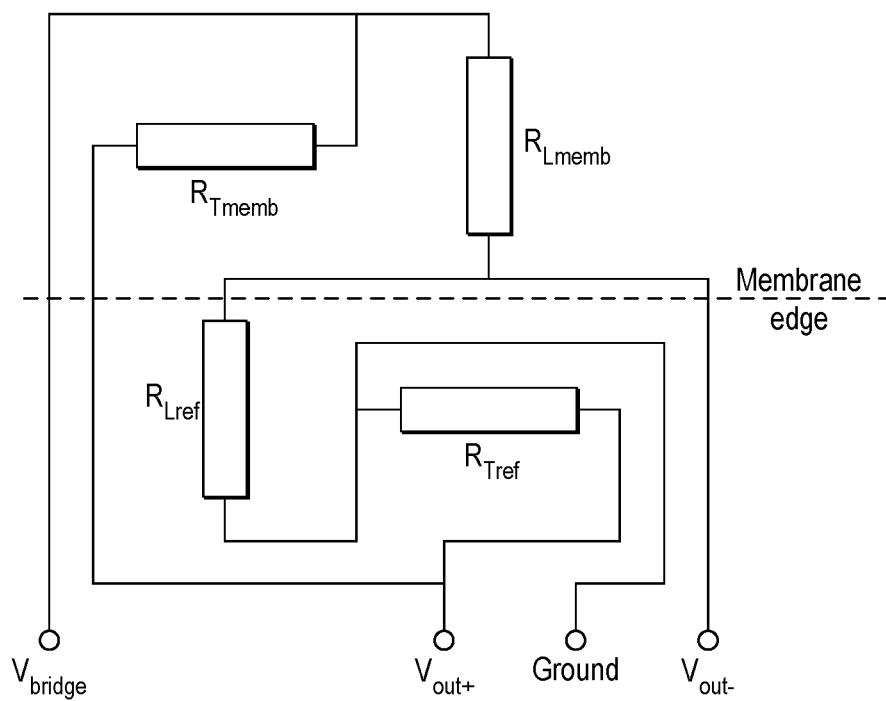 R_Lmemb
R_Tmemb
Membrane
edge
R_Lref
R_Tref
V_bridge
V_out+
Ground
V_out-